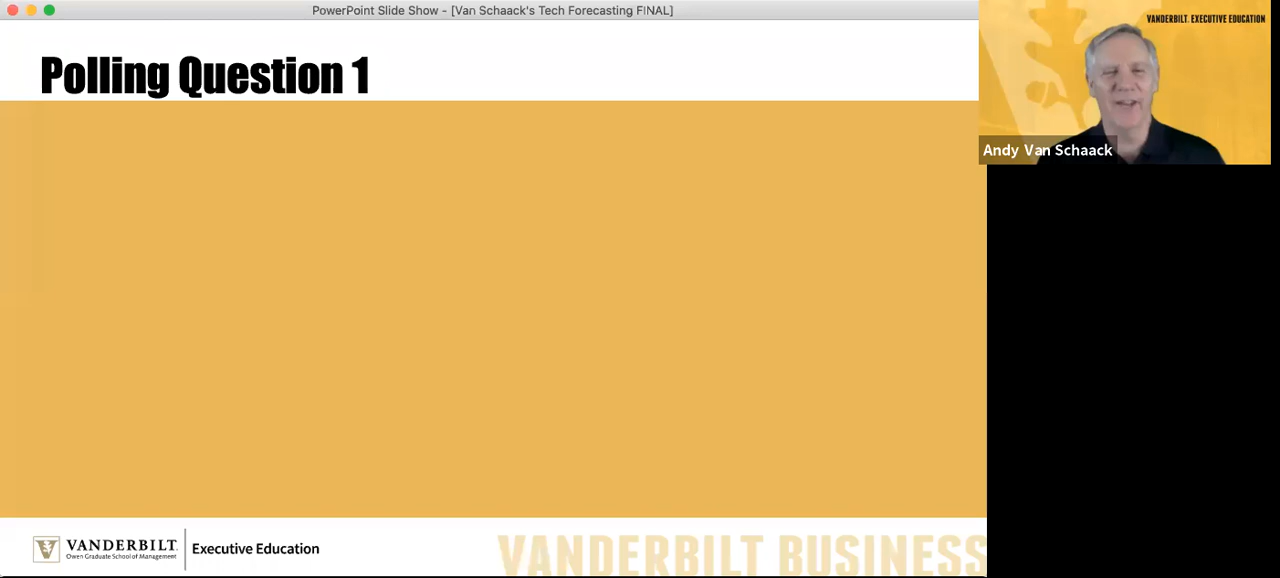 PowerPoint Slide Show - [Van Schaack's Tech Forecasting FINAL]
VANDERBILT. EXECUTIVE EDUCATION
Polling Question 1
Andy Van Schaack
VANDERBILT
Owen Graduate School of Management
Executive Education
VANDERBILT BUSINESS